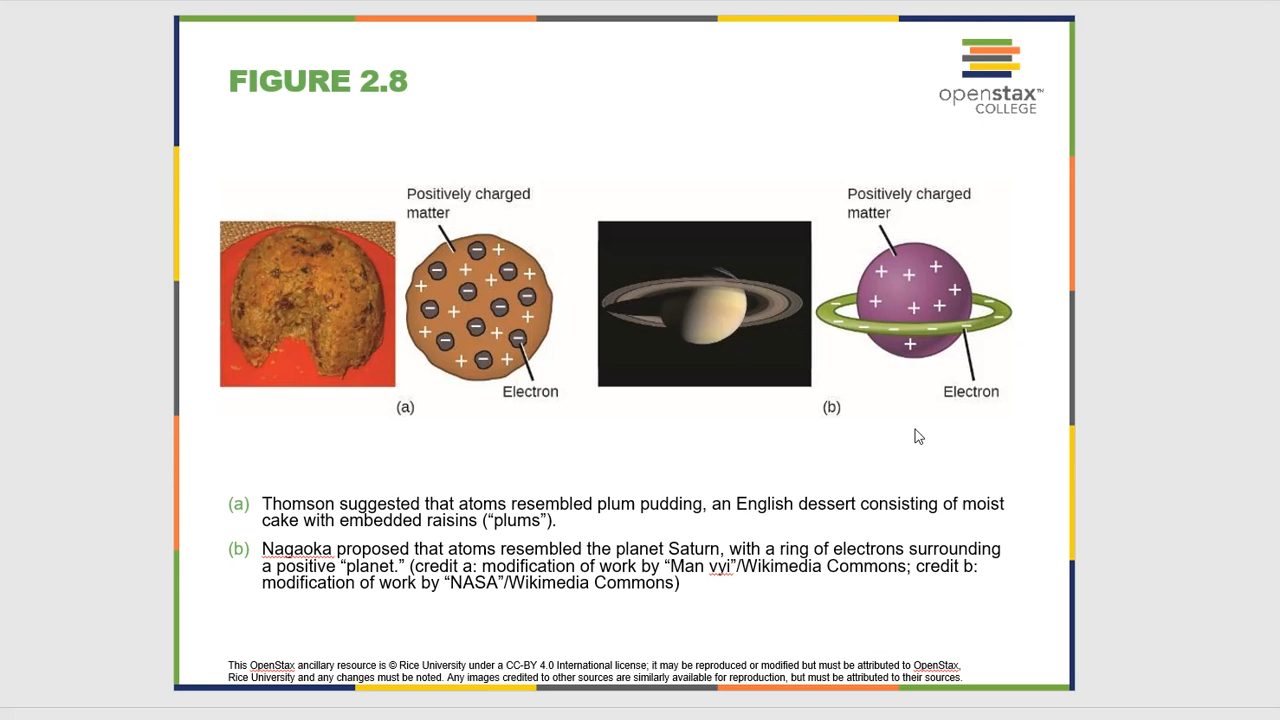 FIGURE 2.8
openstax™
COLLEGE
Positively charged
matter
Electron
(a)
Positively charged
matter
Electron
(b)
(a) Thomson suggested that atoms resembled plum pudding, an English dessert consisting of moist
cake with embedded raisins (“plums”).
(b) Nagaoka proposed that atoms resembled the planet Saturn, with a ring of electrons surrounding
a positive “planet.” (credit a: modification of work by “Man vyi”/Wikimedia Commons; credit b:
modification of work by “NASA”/Wikimedia Commons)
This OpenStax ancillary resource is © Rice University under a CC-BY 4.0 International license; it may be reproduced or modified but must be attributed to OpenStax,
Rice University and any changes must be noted. Any images credited to other sources are similarly available for reproduction, but must be attributed to their sources.